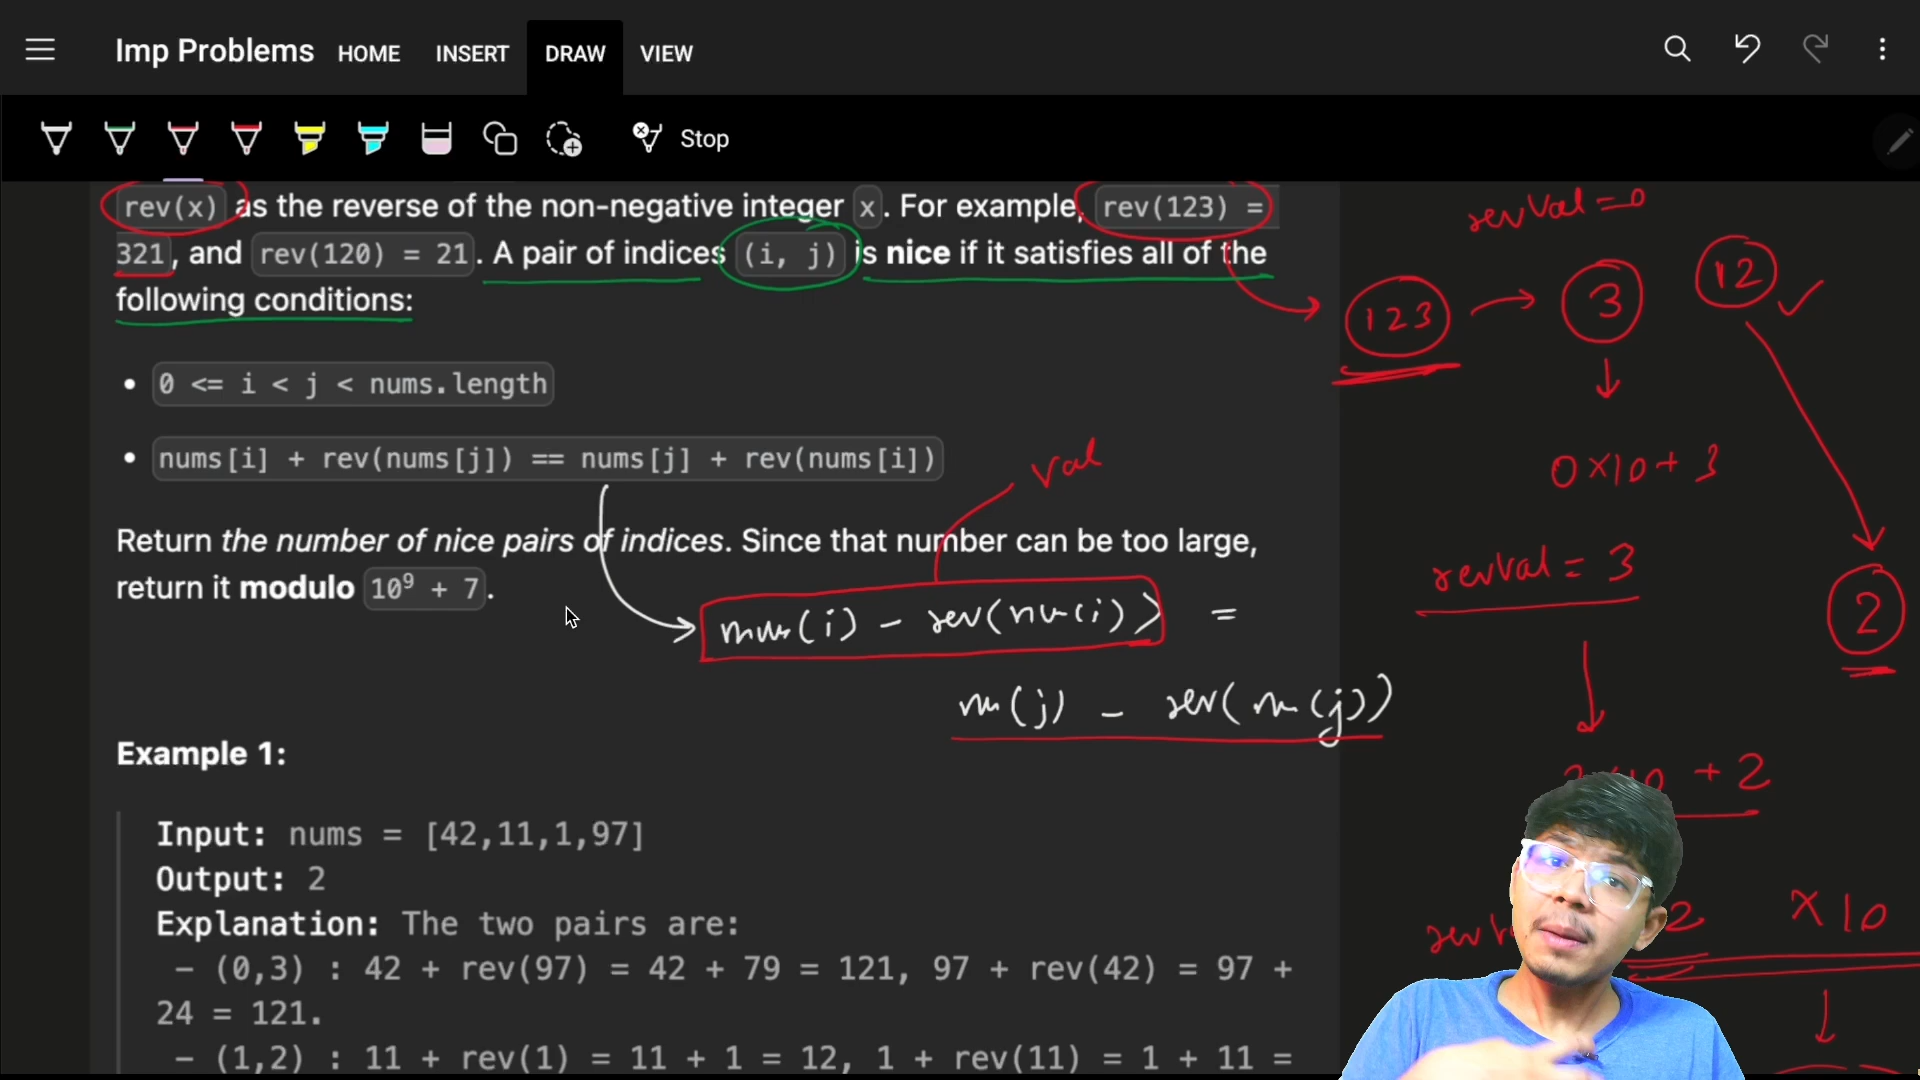 Imp Problems HOME INSERT DRAW VIEW
Stop
rev(x) as the reverse of the non-negative integer x. For example, rev(123) =
321, and rev(120) = 21. A pair of indices (i, j) is nice if it satisfies all of the
following conditions:
0 <= i < j < nums.length
nums[i] + rev(nums[j]) == nums[j] + rev(nums[i])
Return the number of nice pairs of indices. Since that number can be too large,
return it modulo 10⁹ + 7.
Val
num(i) - rev(nu(i)) =
m(j) - rev(m(j))
Example 1:
Input: nums = [42,11,1,97]
Output: 2
Explanation: The two pairs are:
- (0,3) : 42 + rev(97) = 42 + 79 = 121, 97 + rev(42) = 97 +
24 = 121.
- (1,2) : 11 + rev(1) = 11 + 1 = 12, 1 + rev(11) = 1 + 11 =
revVal = 0
123 3 12
0 × 10 + 3
revVal = 3
2
+ 2
2 × 10